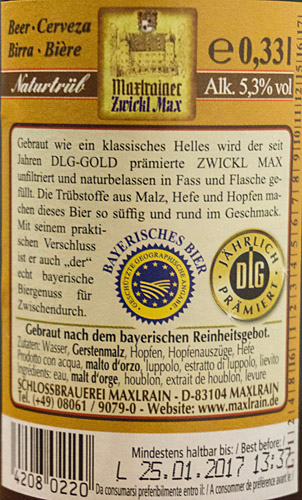 Beer · Cerveza
Birra · Bière
Naturtrüb
Maxlrainer
Zwickl Max
e 0,33l
Alk. 5,3% vol
Gebraut wie ein klassisches Helles wird der seit
Jahren DLG-GOLD prämierte ZWICKL MAX
unfiltriert und naturbelassen in Fass und Flasche ge-
füllt. Die Trübstoffe aus Malz, Hefe und Hopfen ma-
chen dieses Bier so süffig und rund im Geschmack.
Mit seinem prakti-
schen Verschluss
ist er auch „der"
echt bayerische
Biergenuss für
Zwischendurch.
BAYERISCHES BIER
GESCHÜTZTE GEOGRAPHISCHE ANGABE
JÄHRLICH
DLG
PRÄMIERT
Gebraut nach dem bayerischen Reinheitsgebot.
Zutaten: Wasser, Gerstenmalz, Hopfen, Hopfenauszüge, Hefe
Prodotto con acqua, malto d'orzo, luppolo, estratto di luppolo, lievito
Ingrédients: eau, malt d'orge, houblon, extrait de houblon, levure
SCHLOSSBRAUEREI MAXLRAIN - D-83104 MAXLRAIN
Tel. (+49) 08061 / 9079-0 - Website: www.maxlrain.de
Mindestens haltbar bis: / Best before:
L 25.01.2017 13:37
Da consumarsi preferibilmente entro il: / A consommer de préférence avant le:
4208 0220